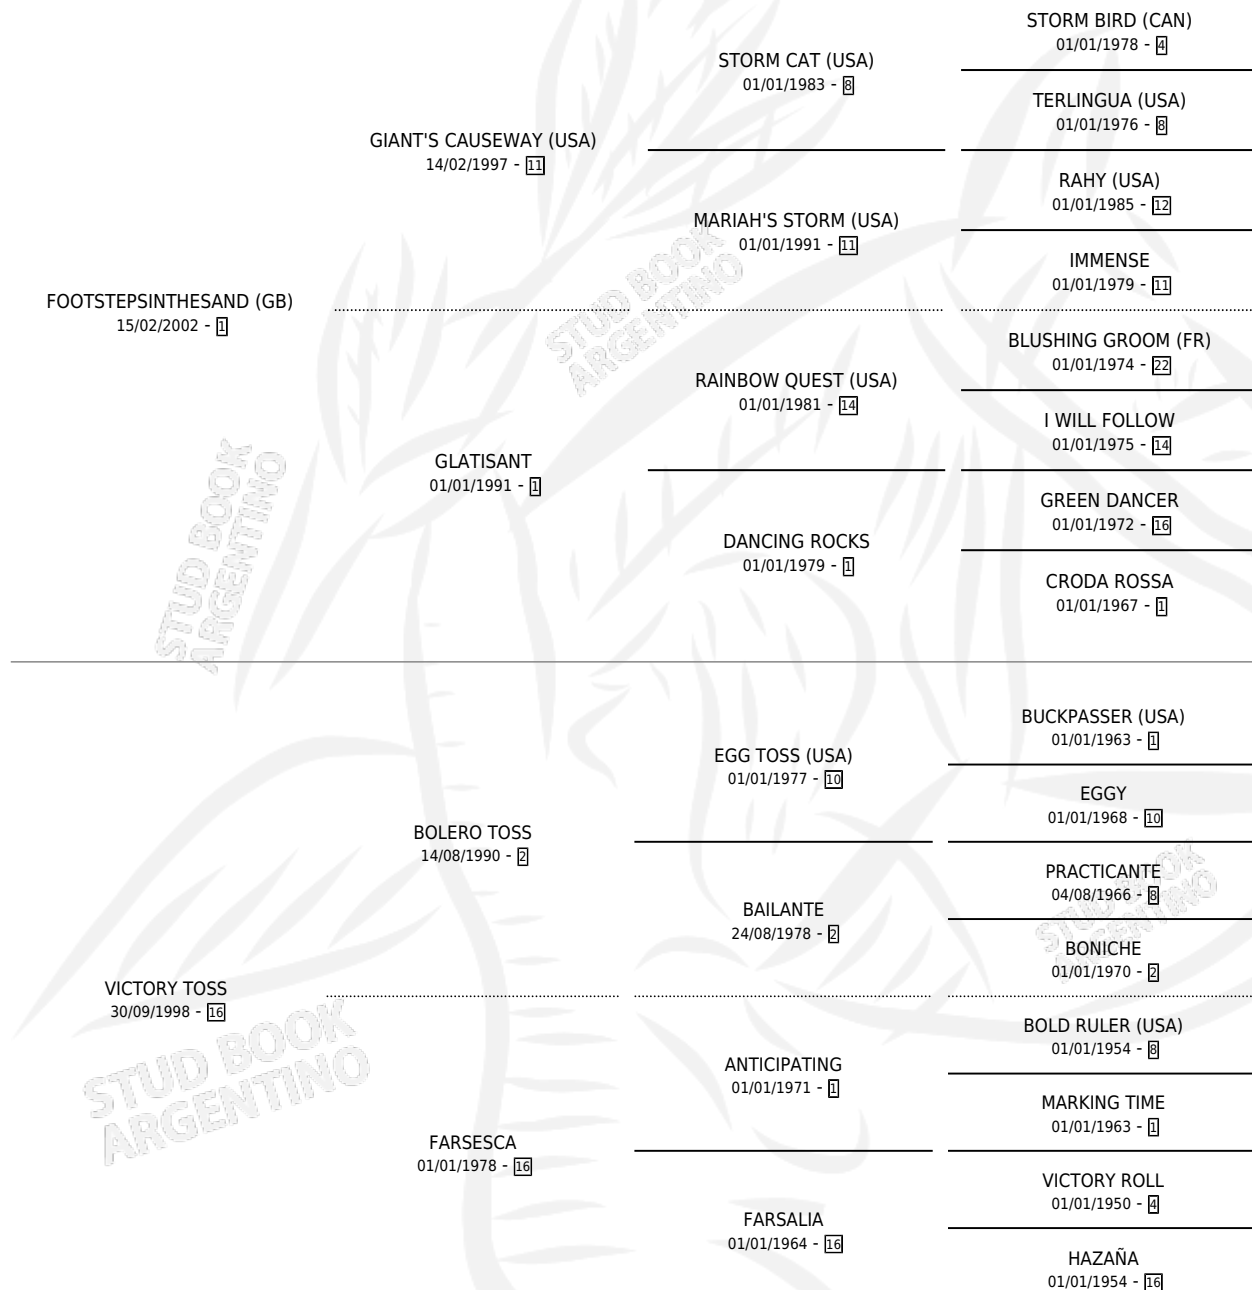 STORM BIRD (CAN)
01/01/1978 - 4
STORM CAT (USA)
01/01/1983 - 8
TERLINGUA (USA)
01/01/1976 - 8
GIANT'S CAUSEWAY (USA)
14/02/1997 - 11
RAHY (USA)
01/01/1985 - 12
MARIAH'S STORM (USA)
01/01/1991 - 11
IMMENSE
01/01/1979 - 11
FOOTSTEPSINTHESAND (GB)
15/02/2002 - 1
BLUSHING GROOM (FR)
01/01/1974 - 22
RAINBOW QUEST (USA)
01/01/1981 - 14
I WILL FOLLOW
01/01/1975 - 14
GLATISANT
01/01/1991 - 1
GREEN DANCER
01/01/1972 - 16
DANCING ROCKS
01/01/1979 - 1
CRODA ROSSA
01/01/1967 - 1
BUCKPASSER (USA)
01/01/1963 - 1
EGG TOSS (USA)
01/01/1977 - 10
EGGY
01/01/1968 - 10
BOLERO TOSS
14/08/1990 - 2
PRACTICANTE
04/08/1966 - 8
BAILANTE
24/08/1978 - 2
BONICHE
01/01/1970 - 2
VICTORY TOSS
30/09/1998 - 16
BOLD RULER (USA)
01/01/1954 - 8
ANTICIPATING
01/01/1971 - 1
MARKING TIME
01/01/1963 - 1
FARSESCA
01/01/1978 - 16
VICTORY ROLL
01/01/1950 - 4
FARSALIA
01/01/1964 - 16
HAZAÑA
01/01/1954 - 16
STUD BOOK
ARGENTINO
STUD BOOK
ARGENTINO
STUD BOOK
ARGENTINO
STUD BOOK
ARGENTINO